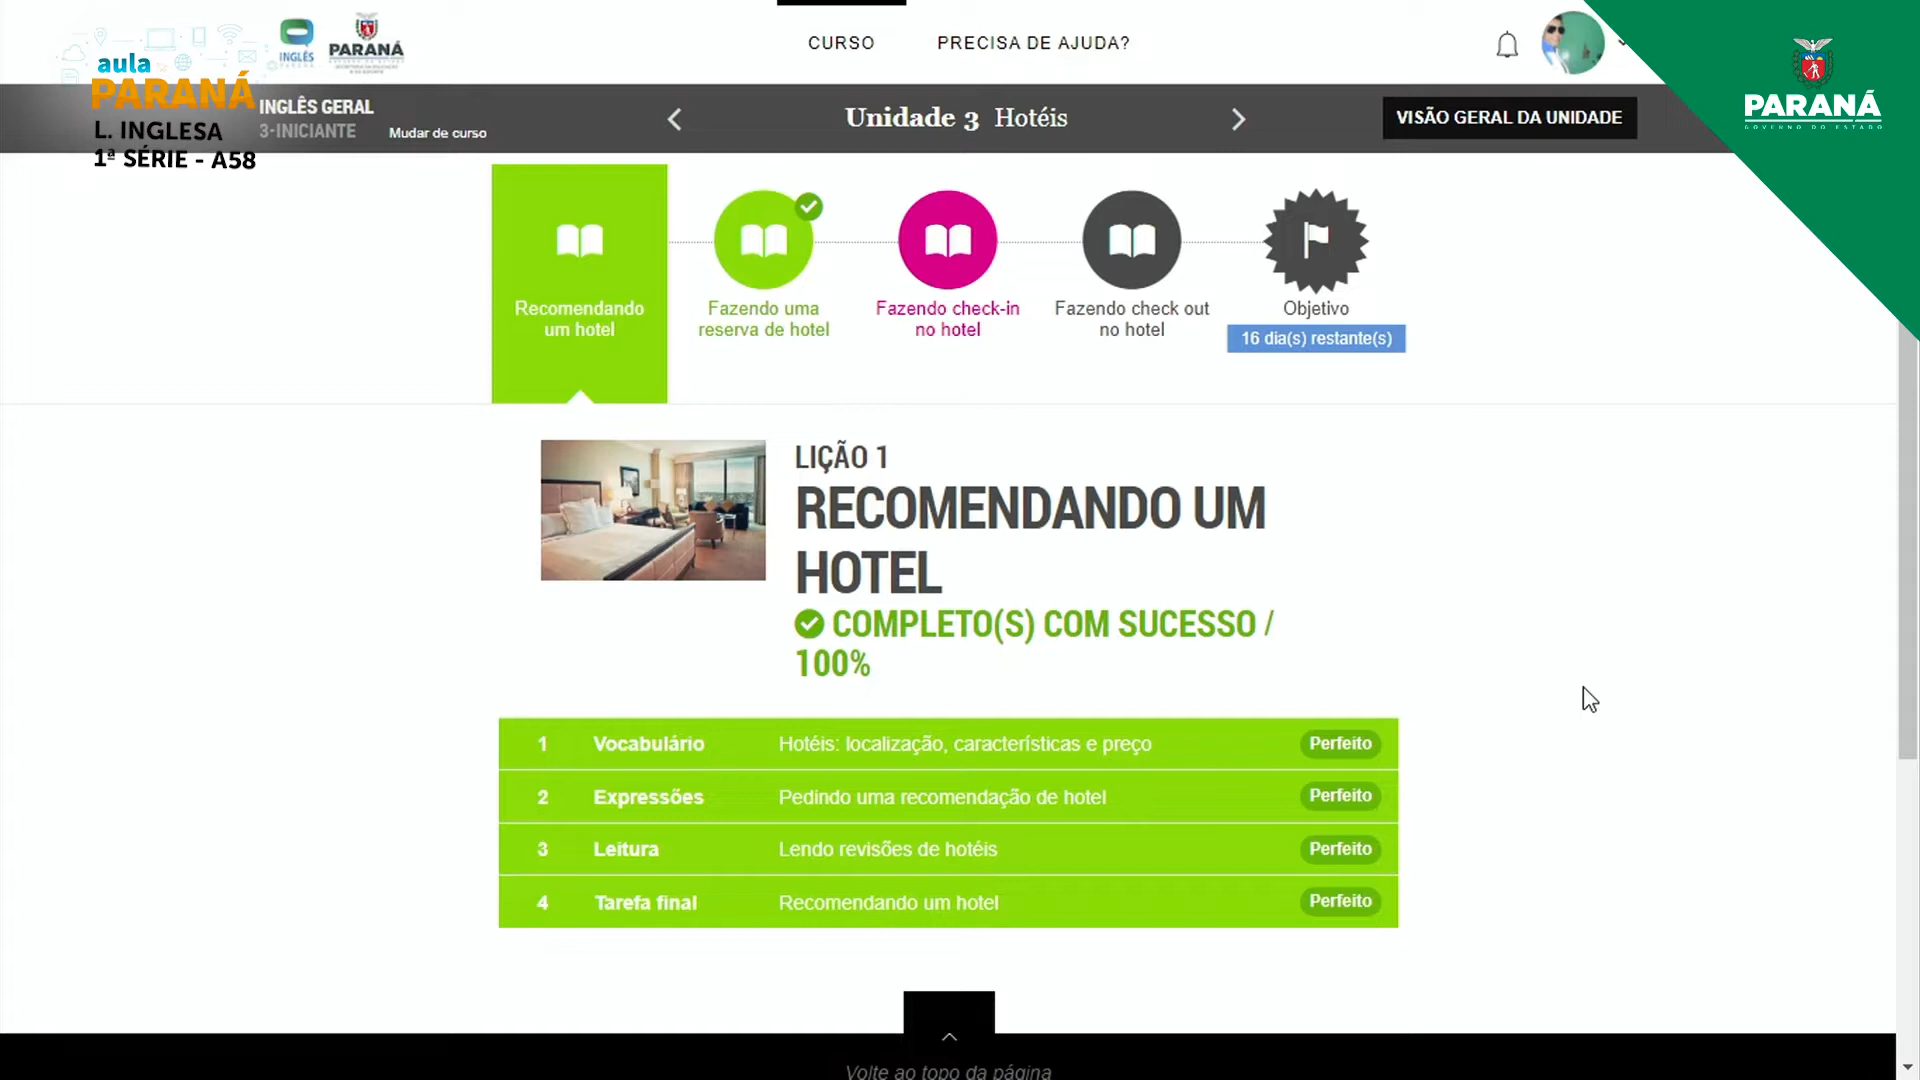 CURSO
PRECISA DE AJUDA?
INGLÊS
PARANÁ
aula
PARANÁ
L. INGLESA
1ª SÉRIE - A58
INGLÊS GERAL
3-INICIANTE
Mudar de curso
Unidade 3 Hotéis
VISÃO GERAL DA UNIDADE
PARANÁ
GOVERNO DO ESTADO
Recomendando
um hotel
Fazendo uma
reserva de hotel
Fazendo check-in
no hotel
Fazendo check out
no hotel
Objetivo
16 dia(s) restante(s)
LIÇÃO 1
RECOMENDANDO UM
HOTEL
COMPLETO(S) COM SUCESSO /
100%
1 Vocabulário Hotéis: localização, características e preço Perfeito
2 Expressões Pedindo uma recomendação de hotel Perfeito
3 Leitura Lendo revisões de hotéis Perfeito
4 Tarefa final Recomendando um hotel Perfeito
Volte ao topo da página